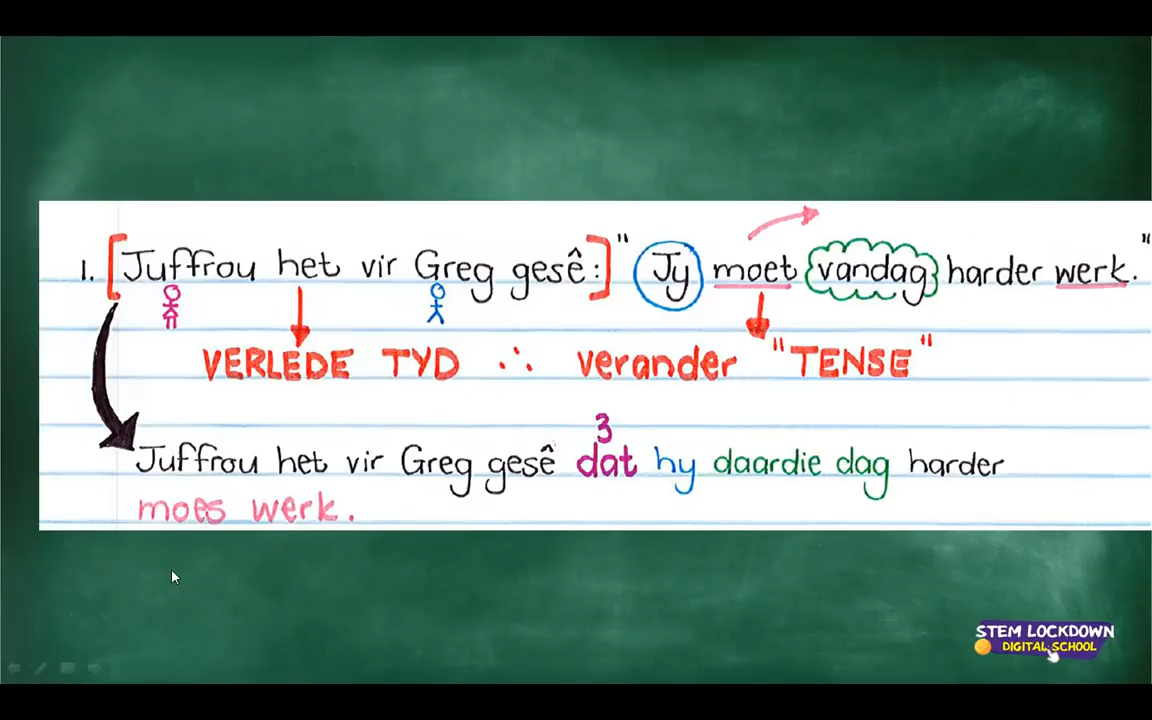 1. [Juffrou het vir Greg gesê:] "Jy moet vandag harder werk."
VERLEDE TYD ∴ verander "TENSE"
3
Juffrou het vir Greg gesê dat hy daardie dag harder
moes werk.
STEM LOCKDOWN
DIGITAL SCHOOL